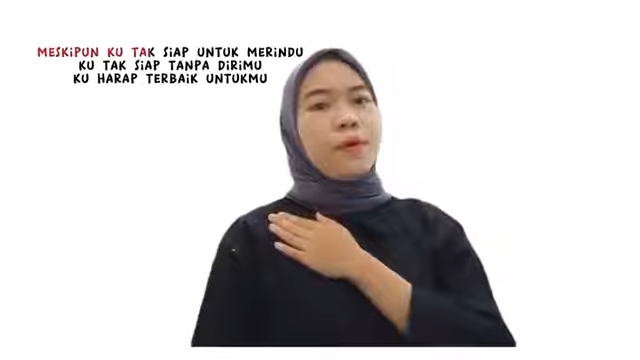 MESKIPUN KU TAK SIAP UNTUK MERINDU
KU TAK SIAP TANPA DIRIMU
KU HARAP TERBAIK UNTUKMU